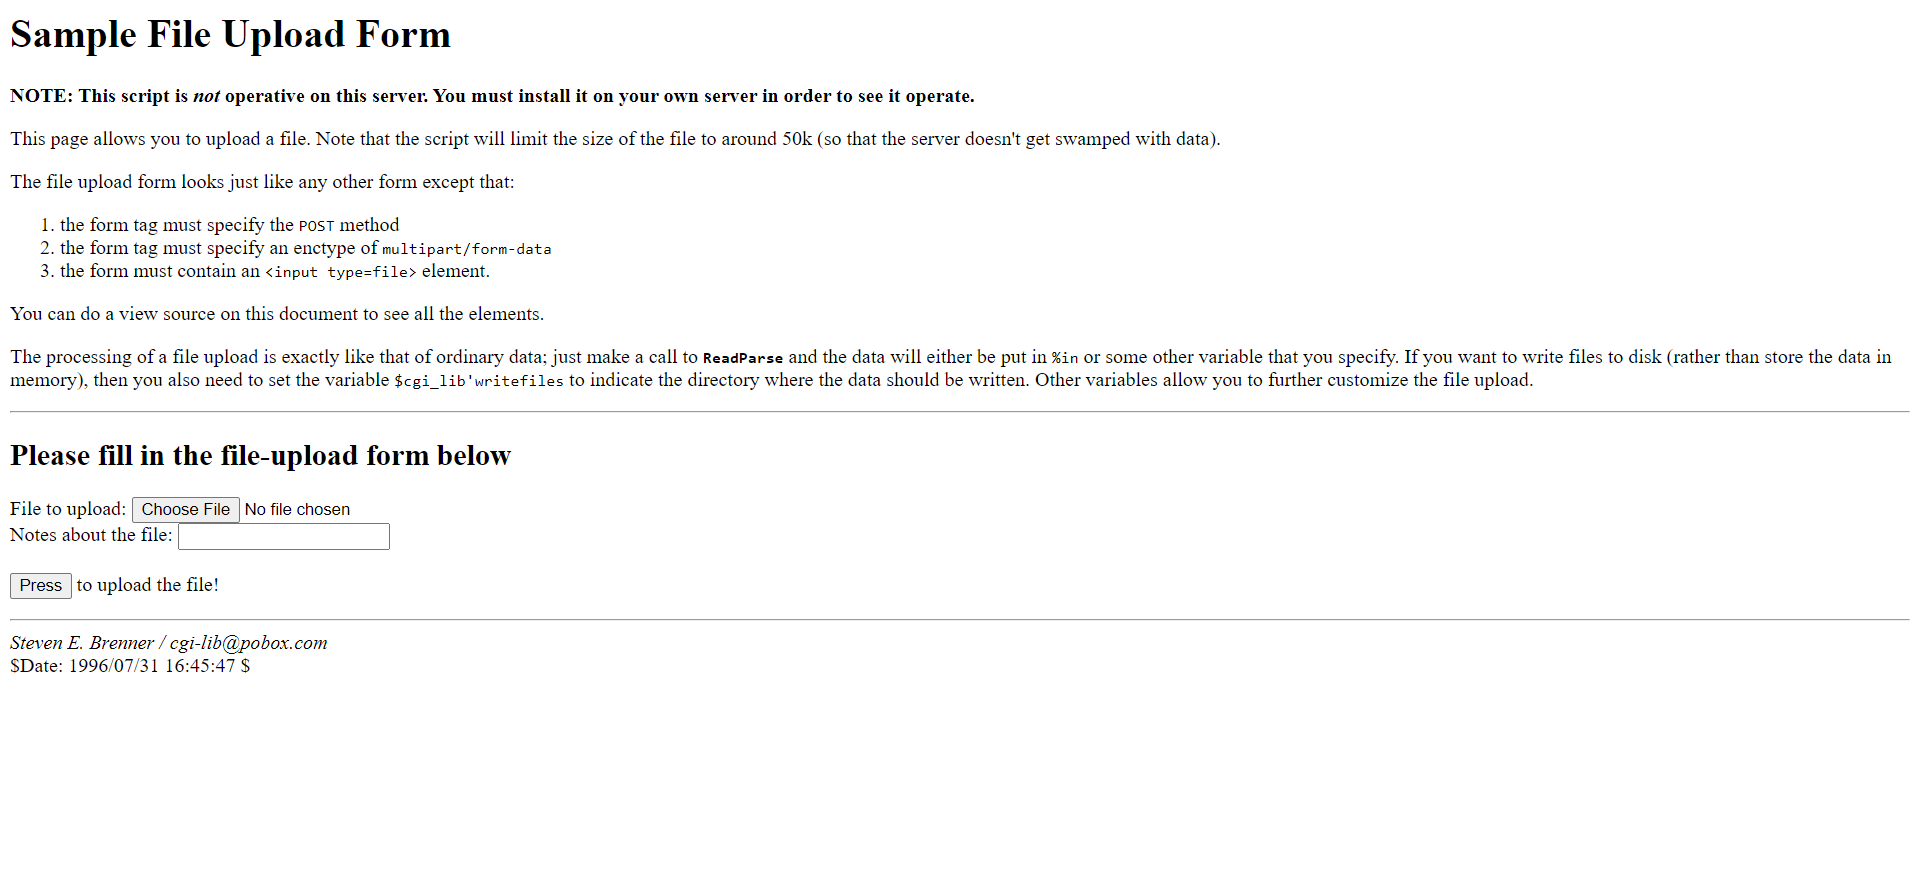 Sample File Upload Form
NOTE: This script is not operative on this server. You must install it on your own server in order to see it operate.
This page allows you to upload a file. Note that the script will limit the size of the file to around 50k (so that the server doesn't get swamped with data).
The file upload form looks just like any other form except that:
1. the form tag must specify the POST method
2. the form tag must specify an enctype of multipart/form-data
3. the form must contain an <input type=file> element.
You can do a view source on this document to see all the elements.
The processing of a file upload is exactly like that of ordinary data; just make a call to ReadParse and the data will either be put in %in or some other variable that you specify. If you want to write files to disk (rather than store the data in
memory), then you also need to set the variable $cgi_lib'writefiles to indicate the directory where the data should be written. Other variables allow you to further customize the file upload.
Please fill in the file-upload form below
File to upload: Choose File No file chosen
Notes about the file:
Press to upload the file!
Steven E. Brenner / cgi-lib@pobox.com
$Date: 1996/07/31 16:45:47 $